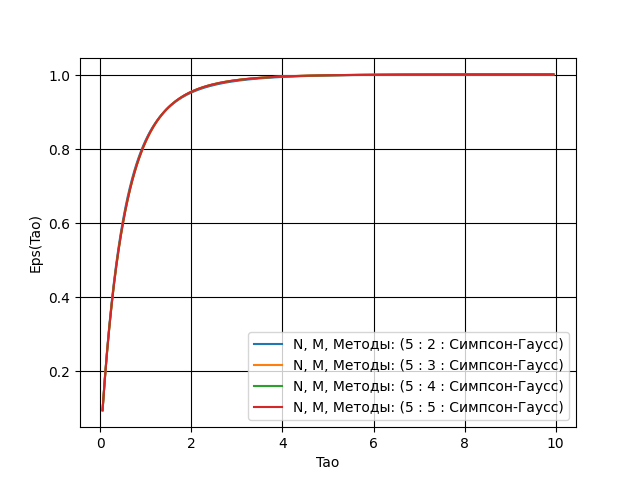 1.0
0.8
0.6
0.4
0.2
Eps(Tao)
N, M, Методы: (5 : 2 : Симпсон-Гаусс)
N, M, Методы: (5 : 3 : Симпсон-Гаусс)
N, M, Методы: (5 : 4 : Симпсон-Гаусс)
N, M, Методы: (5 : 5 : Симпсон-Гаусс)
0 2 4 6 8 10
Tao